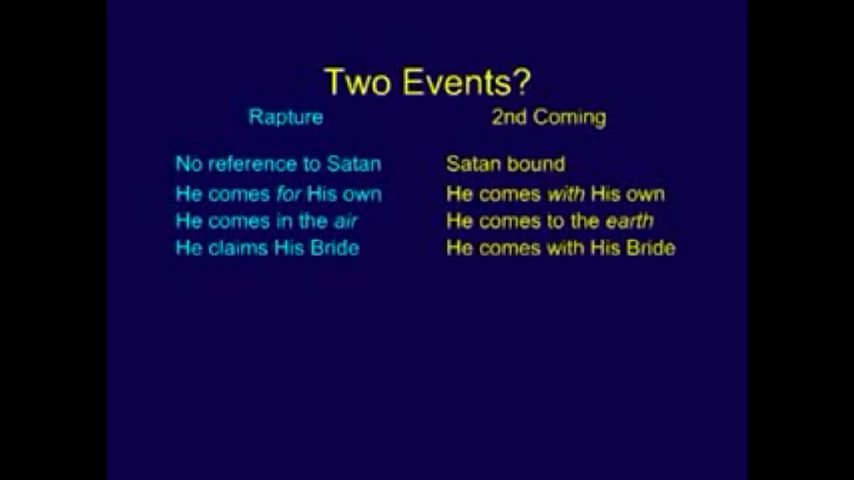 Two Events?
Rapture 2nd Coming
No reference to Satan Satan bound
He comes for His own He comes with His own
He comes in the air He comes to the earth
He claims His Bride He comes with His Bride